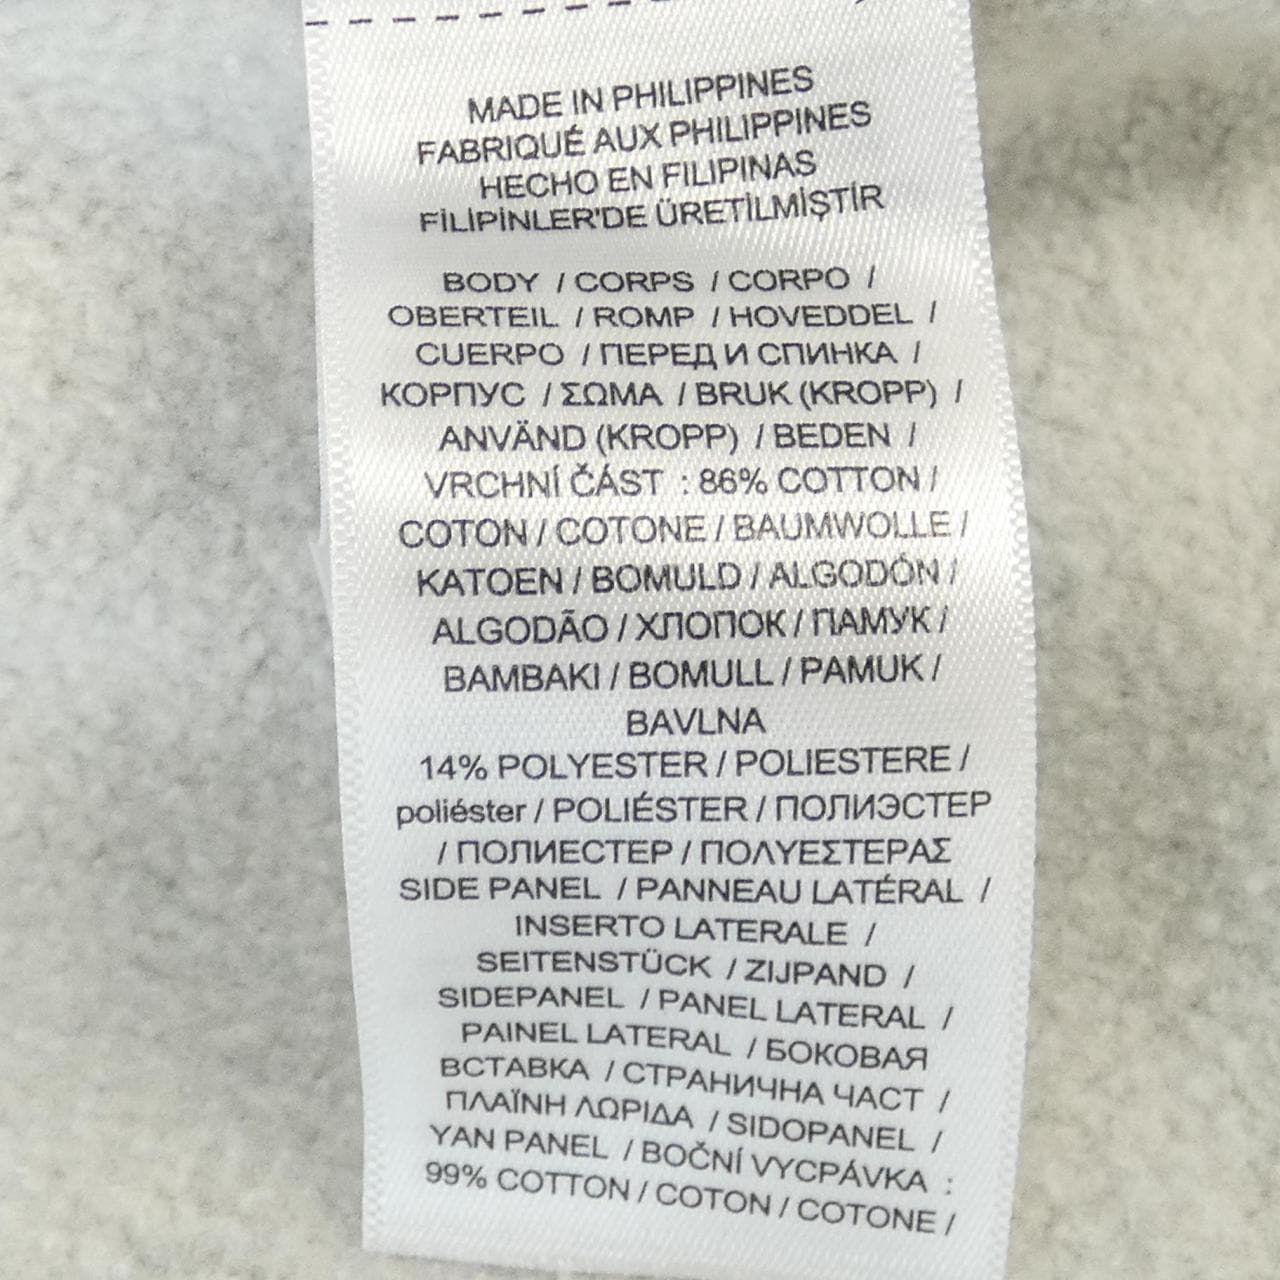 MADE IN PHILIPPINES
FABRIQUÉ AUX PHILIPPINES
HECHO EN FILIPINAS
FİLİPİNLER'DE ÜRETİLMİŞTİR
BODY / CORPS / CORPO /
OBERTEIL / ROMP / HOVEDDEL /
CUERPO / ПЕРЕД И СПИНКА /
КОРПУС / ΣΩΜΑ / BRUK (KROPP) /
ANVÄND (KROPP) / BEDEN /
VRCHNÍ ČÁST : 86% COTTON /
COTON / COTONE / BAUMWOLLE /
KATOEN / BOMULD / ALGODÓN /
ALGODÃO / ХЛОПОК / ПАМУК /
BAMBAKI / BOMULL / PAMUK /
BAVLNA
14% POLYESTER / POLIESTERE /
poliéster / POLIÉSTER / ПОЛИЭСТЕР
/ ПОЛИЕСТЕР / ΠΟΛΥΕΣΤΕΡΑΣ
SIDE PANEL / PANNEAU LATÉRAL /
INSERTO LATERALE /
SEITENSTÜCK / ZIJPAND /
SIDEPANEL / PANEL LATERAL /
PAINEL LATERAL / БОКОВАЯ
ВСТАВКА / СТРАНИЧНА ЧАСТ /
ΠΛΑΪΝΗ ΛΩΡΙΔΑ / SIDOPANEL /
YAN PANEL / BOČNÍ VYCPÁVKA :
99% COTTON / COTON / COTONE /